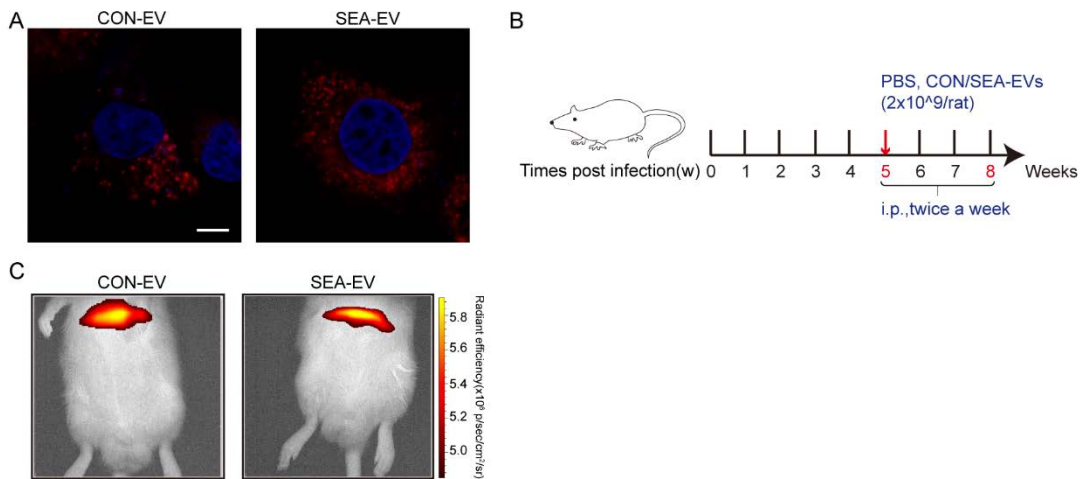 A
CON-EV
SEA-EV
B
PBS, CON/SEA-EVs
(2x10^9/rat)
Times post infection(w)
0 1 2 3 4 5 6 7 8 Weeks
i.p.,twice a week
C
CON-EV
SEA-EV
5.8
5.6
5.4
5.2
5.0
Radiant efficiency(x10⁶ p/sec/cm²/sr)